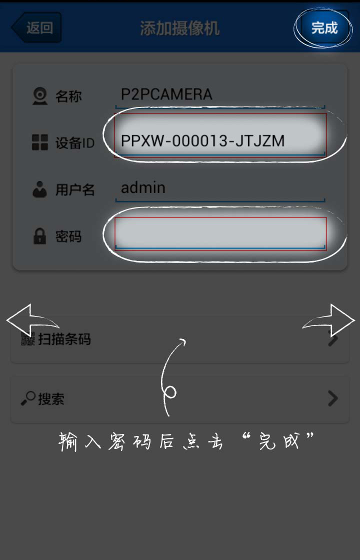 返回 添加摄像机 完成
名称 P2PCAMERA
设备ID PPXW-000013-JTJZM
用户名 admin
密码
扫描条码
搜索
输入密码后点击“完成”